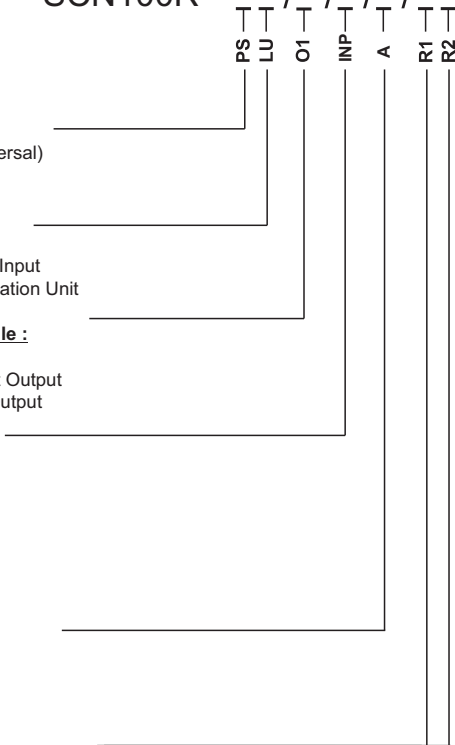 / / / /
PS LU O1 INP A R1 R2
ersal)
Input
ation Unit
le :
Output
utput